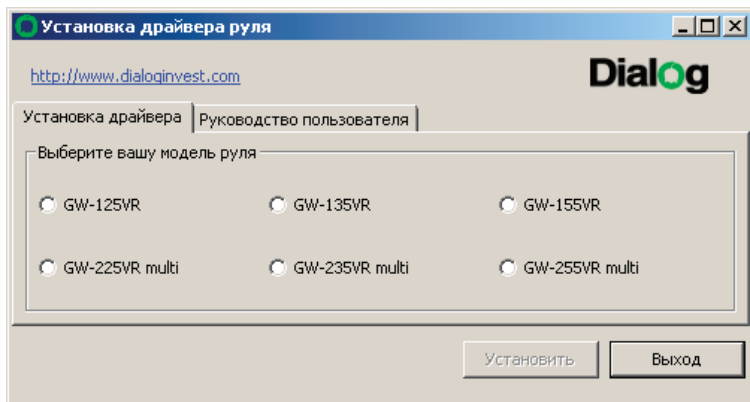 Установка драйвера руля
http://www.dialoginvest.com
Dialog
Установка драйвера
Руководство пользователя
Выберите вашу модель руля
GW-125VR
GW-135VR
GW-155VR
GW-225VR multi
GW-235VR multi
GW-255VR multi
Установить
Выход